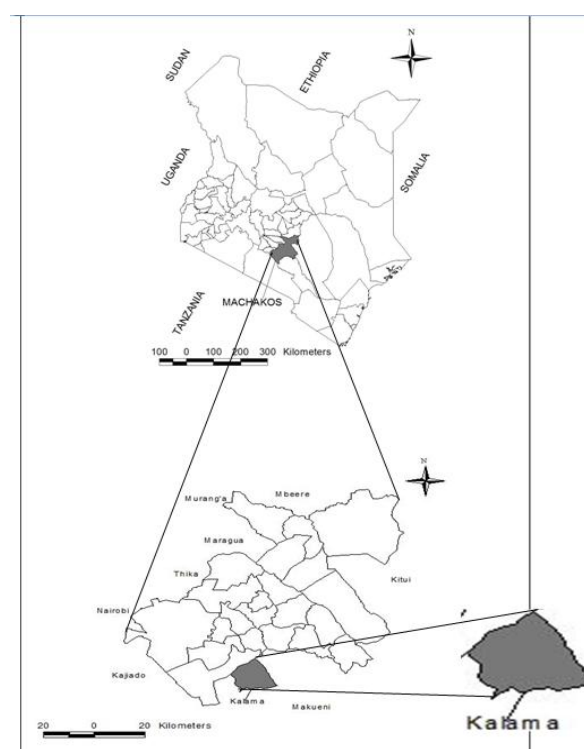 N
SUDAN
ETHIOPIA
UGANDA
SOMALIA
TANZANIA
MACHAKOS
100 0 100 200 300 Kilometers
N
Murang'a
Mbeere
Maragua
Thika
Kitui
Nairobi
Kajiado
Kalama
Makueni
Kalama
20 0 20 Kilometers